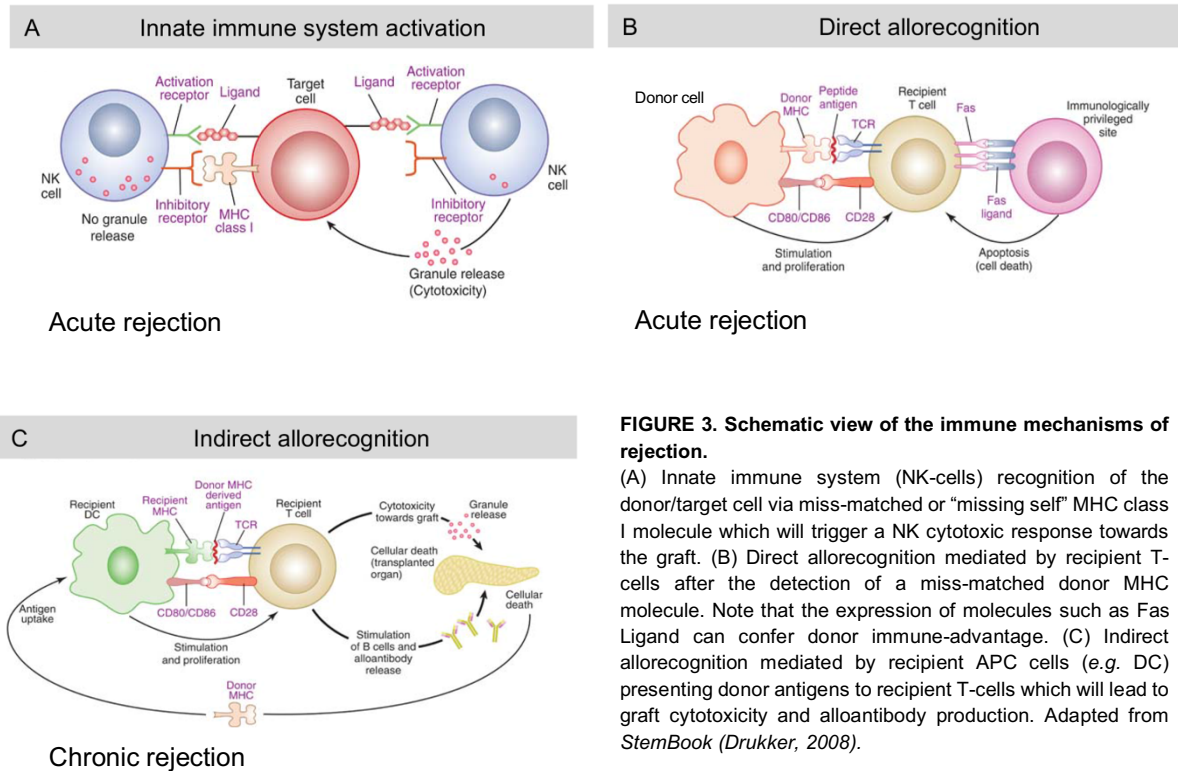 A
Innate immune system activation
Activation
receptor
Ligand
Target
cell
Ligand
Activation
receptor
NK
cell
No granule
release
Inhibitory
receptor
MHC
class I
Inhibitory
receptor
NK
cell
Granule release
(Cytotoxicity)
Acute rejection
B
Direct allorecognition
Donor cell
Donor
MHC
Peptide
antigen
TCR
Recipient
T cell
Fas
Immunologically
privileged
site
CD80/CD86
CD28
Fas
ligand
Stimulation
and proliferation
Apoptosis
(cell death)
Acute rejection
C
Indirect allorecognition
Recipient
DC
Recipient
MHC
Donor MHC
derived
antigen
TCR
Recipient
T cell
Cytotoxicity
towards graft
Granule
release
Cellular death
(transplanted
organ)
Cellular
death
Antigen
uptake
CD80/CD86
CD28
Stimulation
and proliferation
Stimulation
of B cells and
alloantibody
release
Donor
MHC
Chronic rejection
FIGURE 3. Schematic view of the immune mechanisms of
rejection.
(A) Innate immune system (NK-cells) recognition of the
donor/target cell via miss-matched or “missing self” MHC class
I molecule which will trigger a NK cytotoxic response towards
the graft. (B) Direct allorecognition mediated by recipient T-
cells after the detection of a miss-matched donor MHC
molecule. Note that the expression of molecules such as Fas
Ligand can confer donor immune-advantage. (C) Indirect
allorecognition mediated by recipient APC cells (e.g. DC)
presenting donor antigens to recipient T-cells which will lead to
graft cytotoxicity and alloantibody production. Adapted from
StemBook (Drukker, 2008).